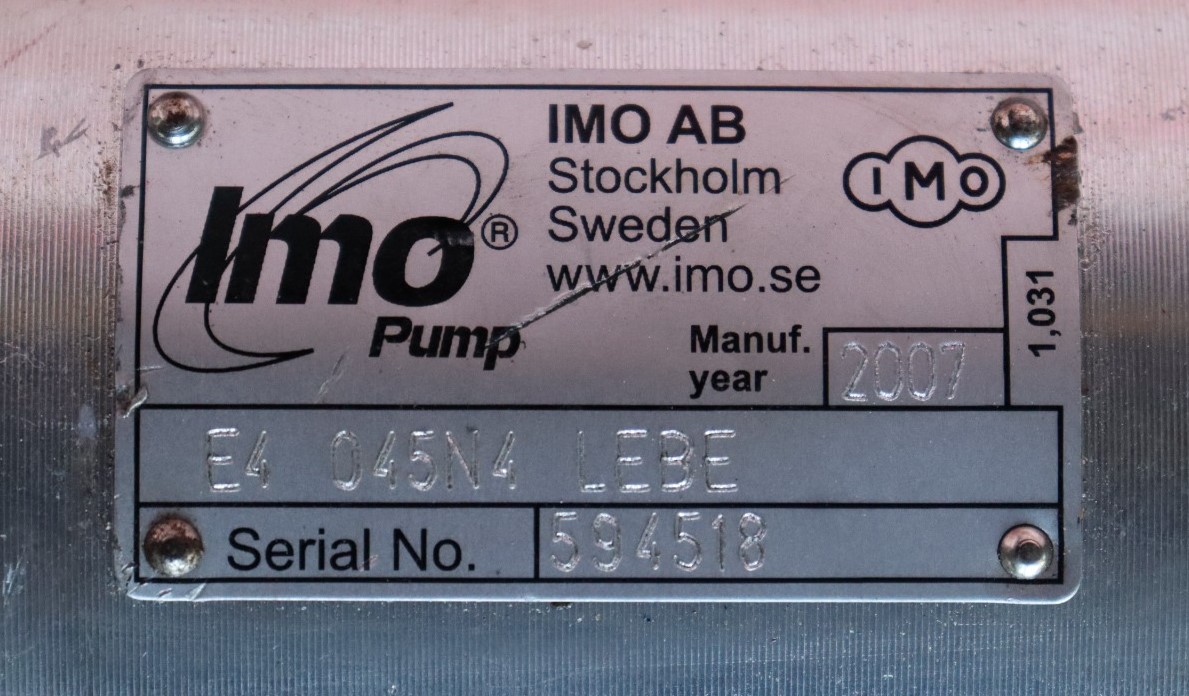 Imo®
Pump
IMO AB
Stockholm
Sweden
www.imo.se
IMO
Manuf.
year
2007
1,031
E4 045N4 LEBE
Serial No. 594518